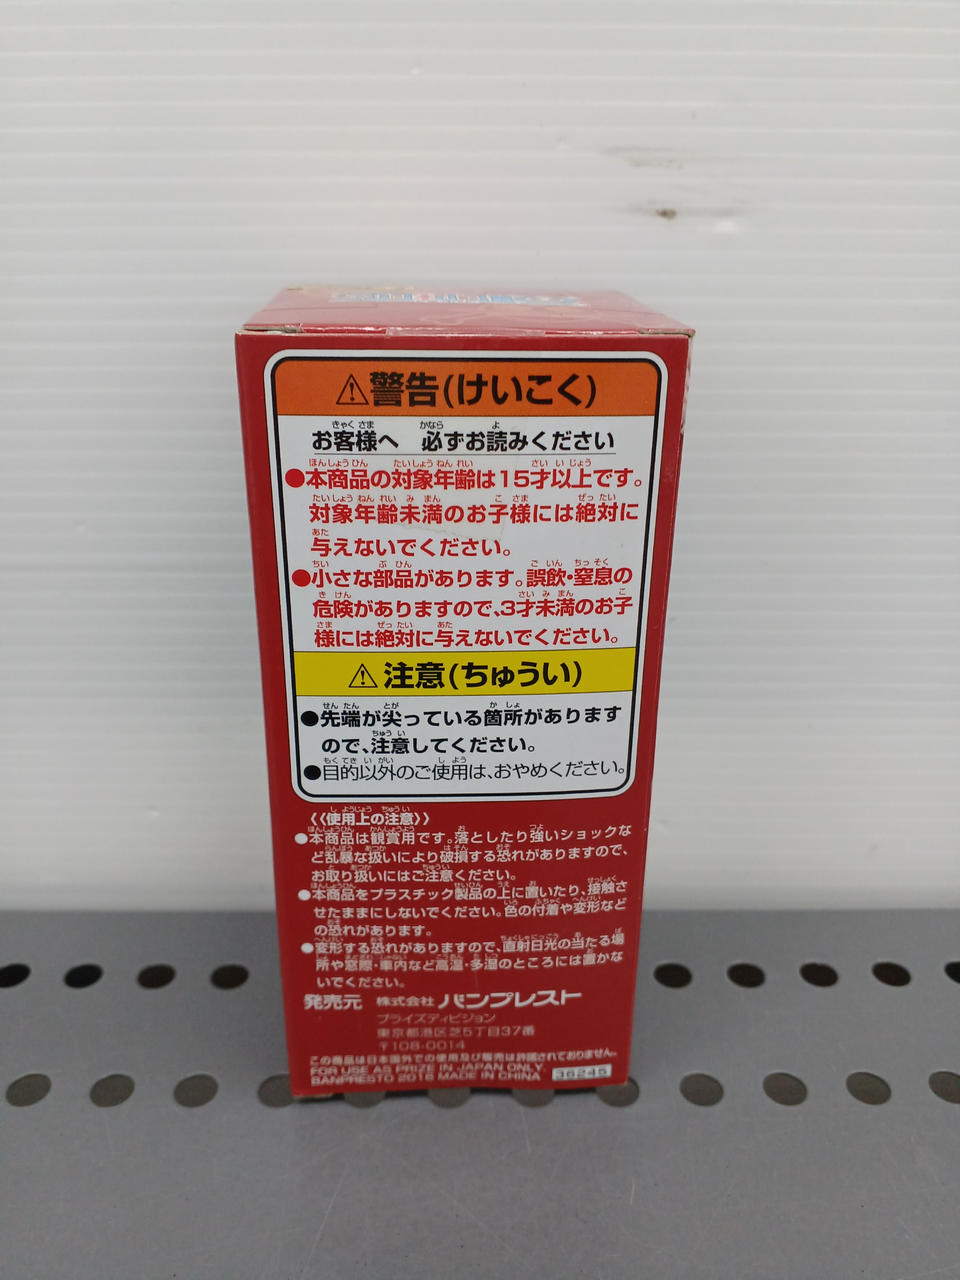 ⚠警告(けいこく)
お客様へ 必ずお読みください
●本商品の対象年齢は15才以上です。
対象年齢未満のお子様には絶対に
与えないでください。
●小さな部品があります。誤飲・窒息の
危険がありますので、3才未満のお子
様には絶対に与えないでください。
⚠注意(ちゅうい)
●先端が尖っている箇所があります
ので、注意してください。
●目的以外のご使用は、おやめください。
《使用上の注意》
●本商品は観賞用です。落としたり強いショックな
ど乱暴な扱いにより破損する恐れがありますので、
お取り扱いにはご注意ください。
●本商品をプラスチック製品の上に置いたり、接触さ
せたままにしないでください。色の付着や変形など
の恐れがあります。
●変形する恐れがありますので、直射日光の当たる場
所や窓際・車内など高温・多湿のところには置かな
いでください。
発売元 株式会社 バンプレスト
プライズディビジョン
東京都港区芝5丁目37番
〒108-0014
この商品は日本国外での使用及び販売は許諾されておりません。
FOR USE AS PRIZE IN JAPAN ONLY.
BANPRESTO 2016 MADE IN CHINA 36245